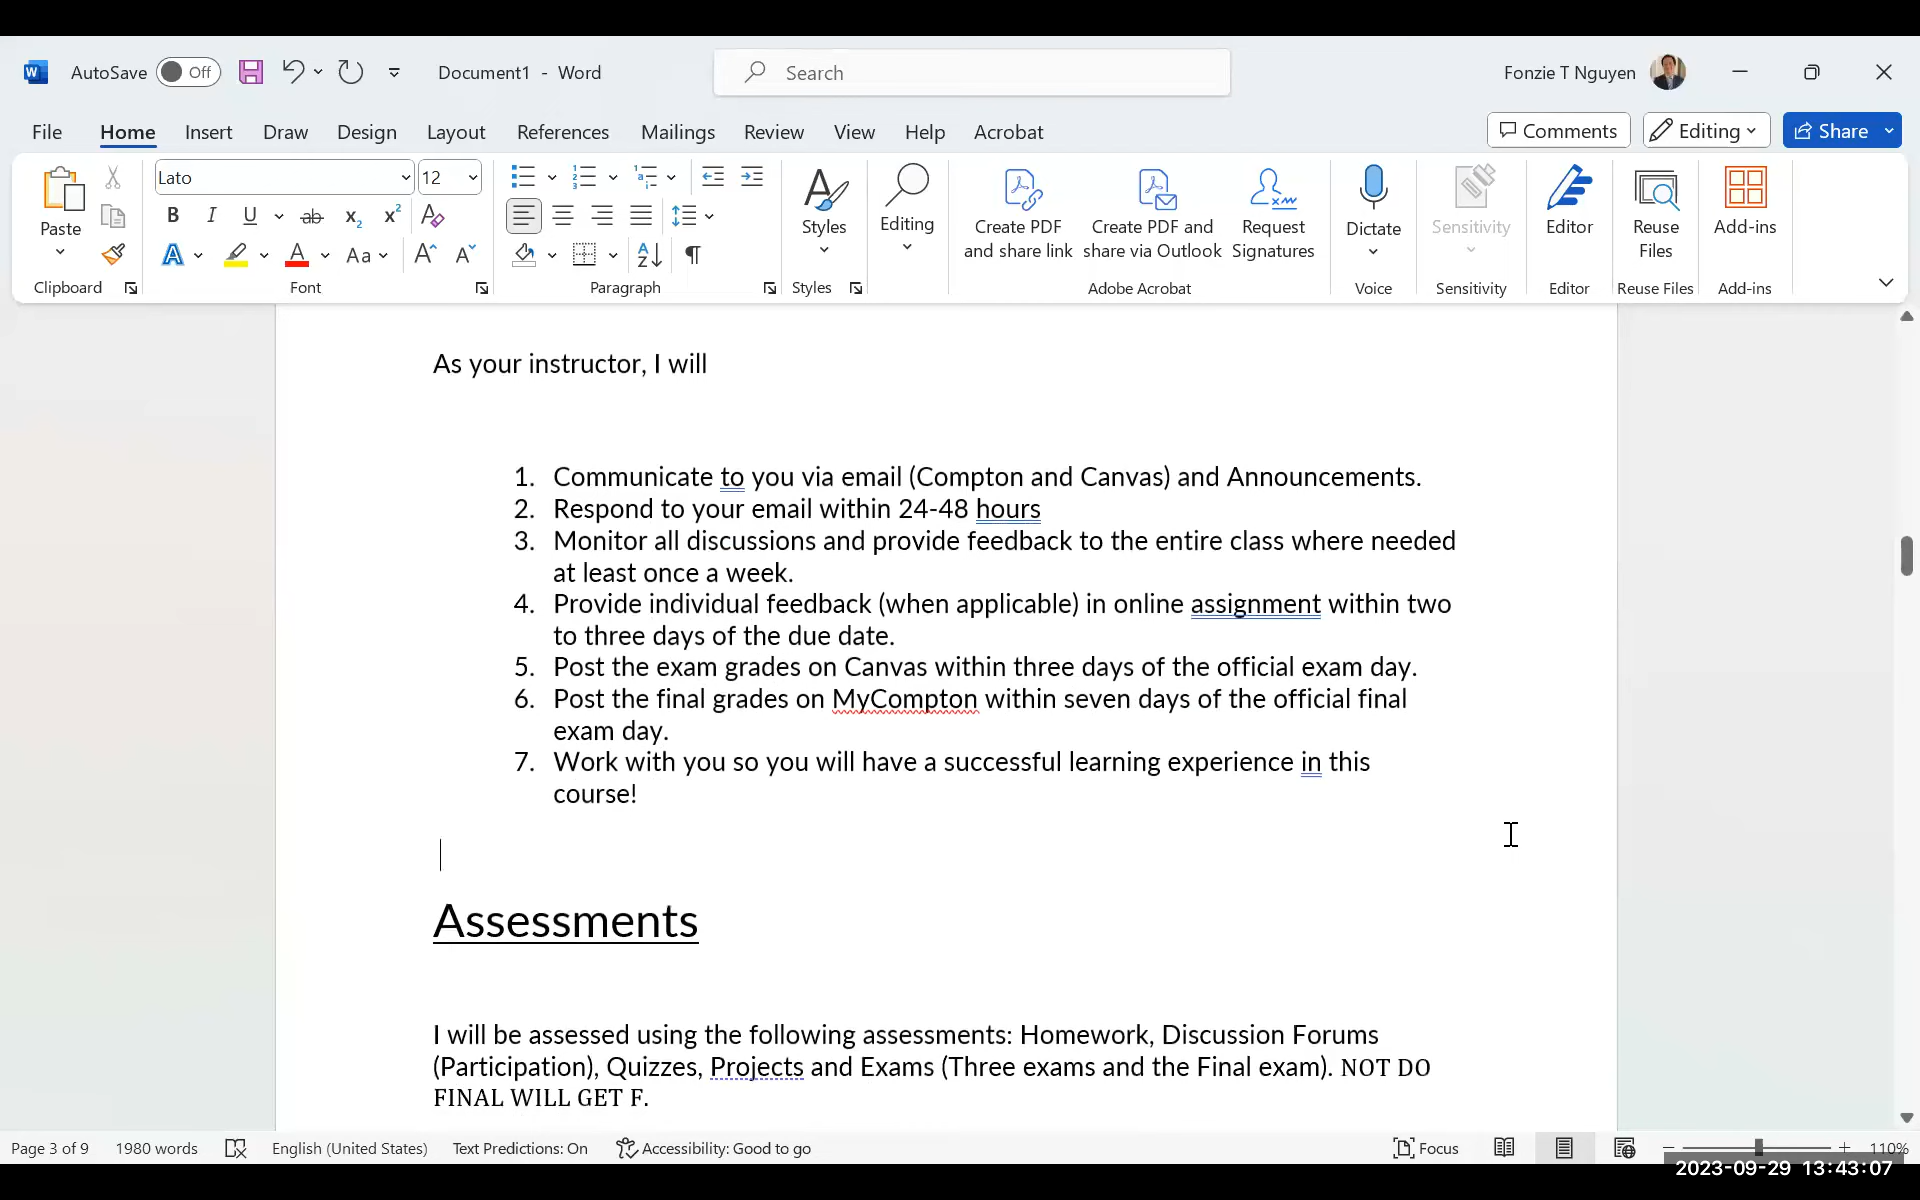 AutoSave Off Document1 - Word Search Fonzie T Nguyen
File Home Insert Draw Design Layout References Mailings Review View Help Acrobat Comments Editing Share
Lato 12
Paste Styles Editing Create PDF and share link Create PDF and share via Outlook Request Signatures Dictate Sensitivity Editor Reuse Files Add-ins
Clipboard Font Paragraph Styles Adobe Acrobat Voice Sensitivity Editor Reuse Files Add-ins
As your instructor, I will
1. Communicate to you via email (Compton and Canvas) and Announcements.
2. Respond to your email within 24-48 hours
3. Monitor all discussions and provide feedback to the entire class where needed
at least once a week.
4. Provide individual feedback (when applicable) in online assignment within two
to three days of the due date.
5. Post the exam grades on Canvas within three days of the official exam day.
6. Post the final grades on MyCompton within seven days of the official final
exam day.
7. Work with you so you will have a successful learning experience in this
course!
Assessments
I will be assessed using the following assessments: Homework, Discussion Forums
(Participation), Quizzes, Projects and Exams (Three exams and the Final exam). NOT DO
FINAL WILL GET F.
Page 3 of 9 1980 words English (United States) Text Predictions: On Accessibility: Good to go Focus 110%
2023-09-29 13:43:07